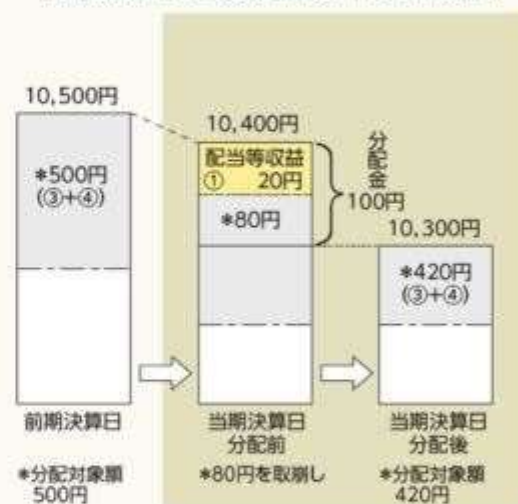 10,500円
*500円
(③+④)
前期決算日
*分配対象額
500円
10,400円
配当等収益
① 20円
*80円
分配金
100円
当期決算日
分配前
*80円を取崩し
10,300円
*420円
(③+④)
当期決算日
分配後
*分配対象額
420円